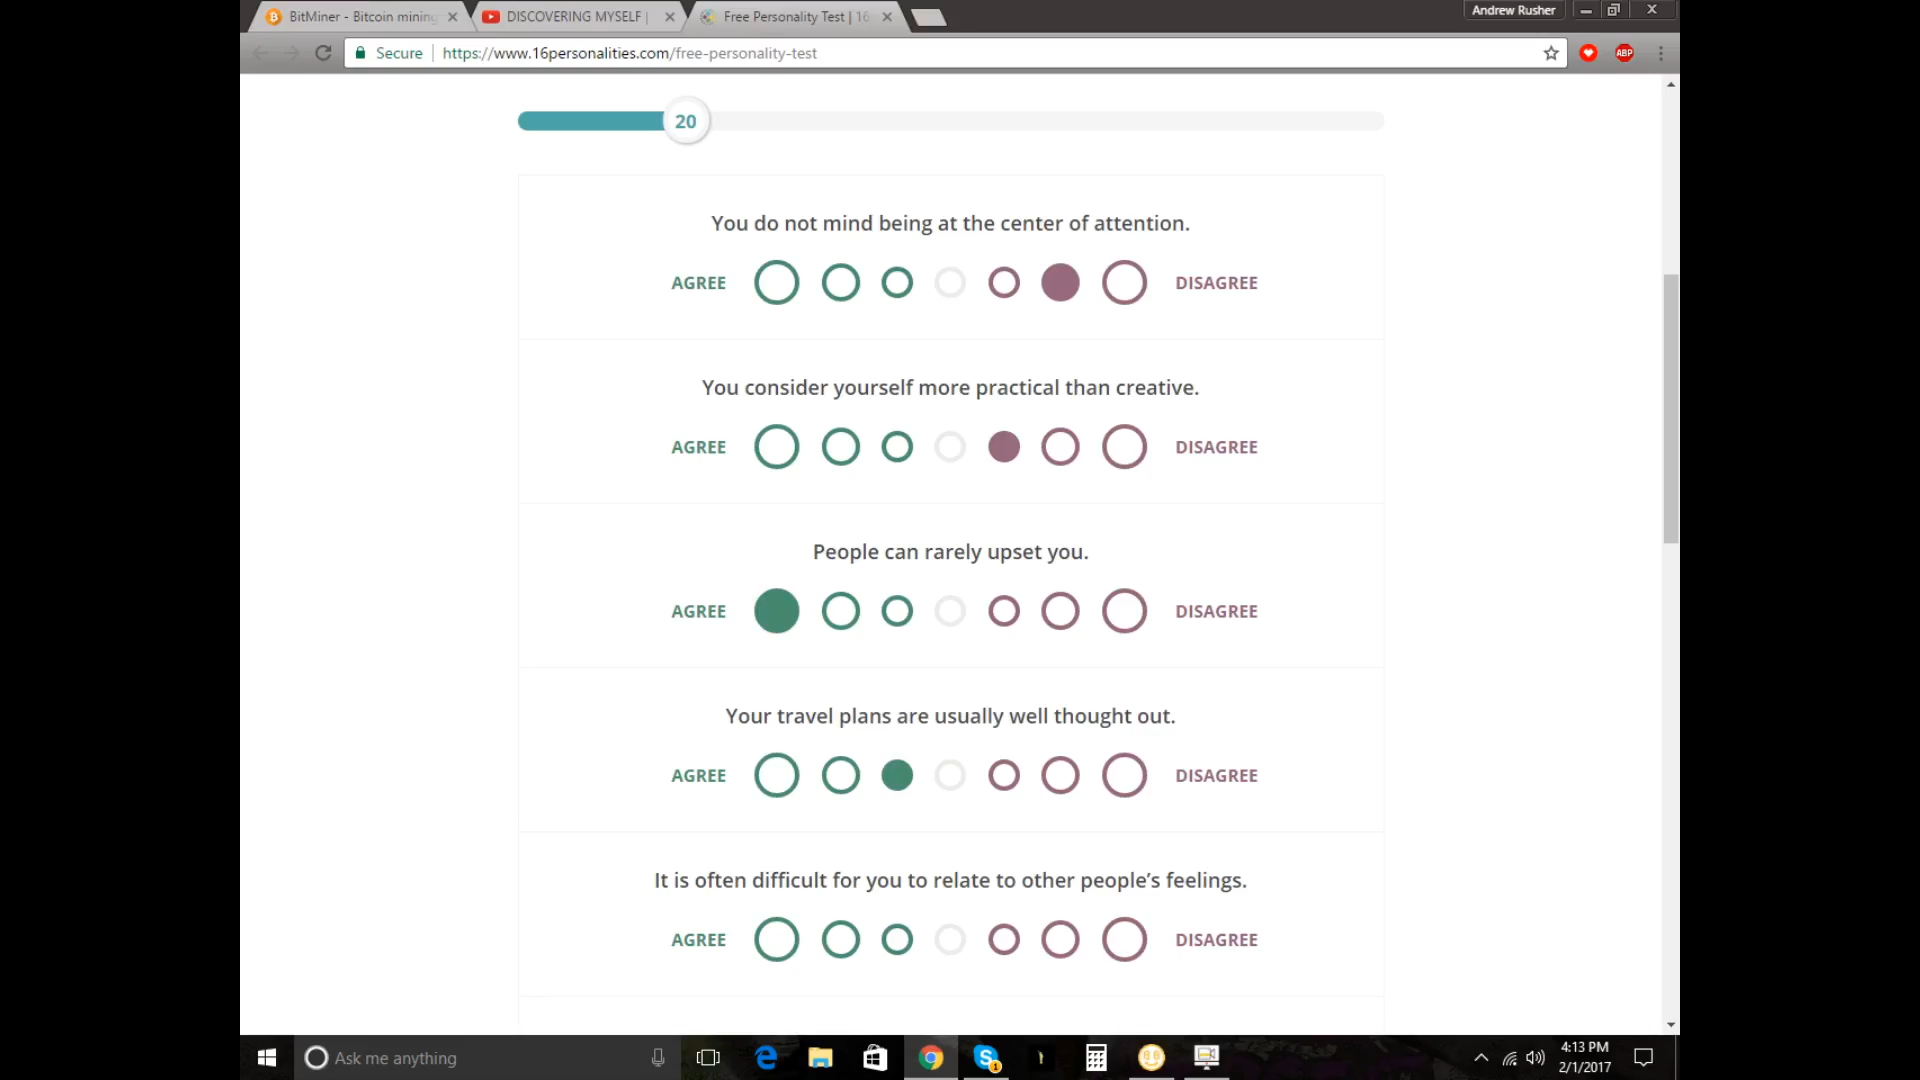 BitMiner - Bitcoin mining
DISCOVERING MYSELF |
Free Personality Test | 16
Andrew Rusher
Secure
https://www.16personalities.com/free-personality-test
ABP
20
You do not mind being at the center of attention.
AGREE DISAGREE
You consider yourself more practical than creative.
AGREE DISAGREE
People can rarely upset you.
AGREE DISAGREE
Your travel plans are usually well thought out.
AGREE DISAGREE
It is often difficult for you to relate to other people’s feelings.
AGREE DISAGREE
Ask me anything
1
4:13 PM
2/1/2017